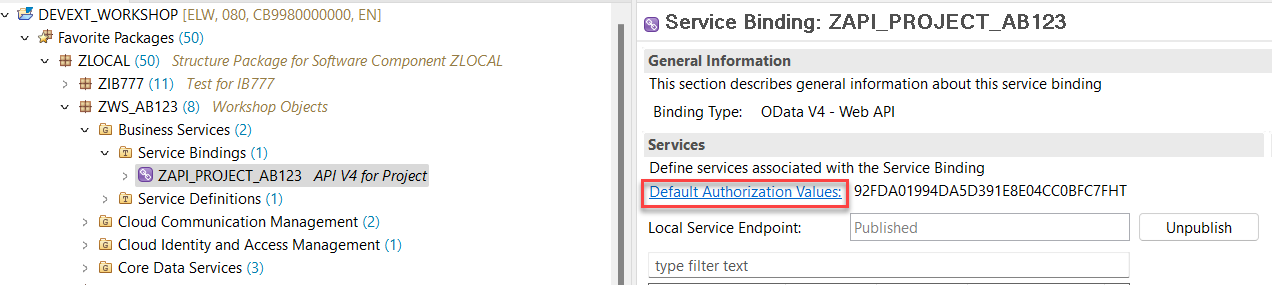 DEVEXT_WORKSHOP [ELW, 080, CB9980000000, EN]
Favorite Packages (50)
ZLOCAL (50) Structure Package for Software Component ZLOCAL
ZIB777 (11) Test for IB777
ZWS_AB123 (8) Workshop Objects
Business Services (2)
Service Bindings (1)
ZAPI_PROJECT_AB123 API V4 for Project
Service Definitions (1)
Cloud Communication Management (2)
Cloud Identity and Access Management (1)
Core Data Services (3)
Service Binding: ZAPI_PROJECT_AB123
General Information
This section describes general information about this service binding
Binding Type: OData V4 - Web API
Services
Define services associated with the Service Binding
Default Authorization Values: 92FDA01994DA5D391E8E04CC0BFC7FHT
Local Service Endpoint: Published Unpublish
type filter text